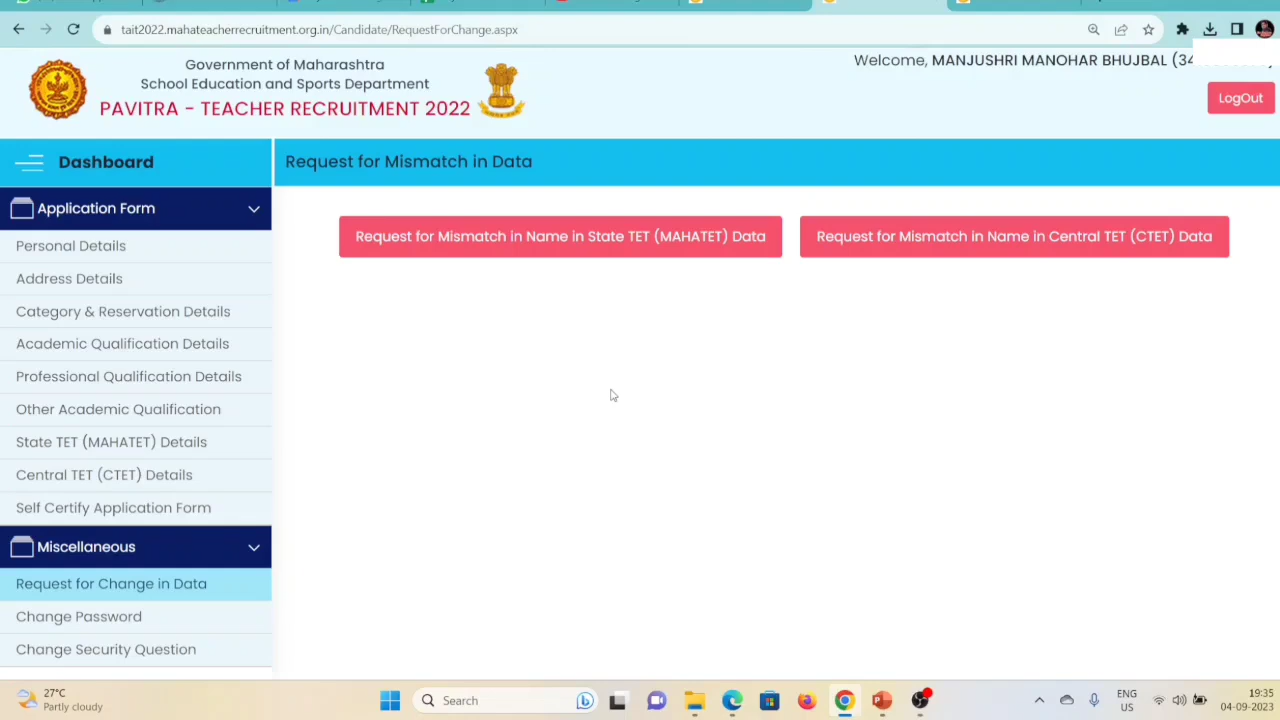 tait2022.mahateacherrecruitment.org.in/Candidate/RequestForChange.aspx
Government of Maharashtra
School Education and Sports Department
PAVITRA - TEACHER RECRUITMENT 2022
Welcome, MANJUSHRI MANOHAR BHUJBAL (34
LogOut
Dashboard
Request for Mismatch in Data
Application Form
Personal Details
Address Details
Category & Reservation Details
Academic Qualification Details
Professional Qualification Details
Other Academic Qualification
State TET (MAHATET) Details
Central TET (CTET) Details
Self Certify Application Form
Miscellaneous
Request for Change in Data
Change Password
Change Security Question
Request for Mismatch in Name in State TET (MAHATET) Data
Request for Mismatch in Name in Central TET (CTET) Data
27°C
Partly cloudy
Search
ENG
US
19:35
04-09-2023